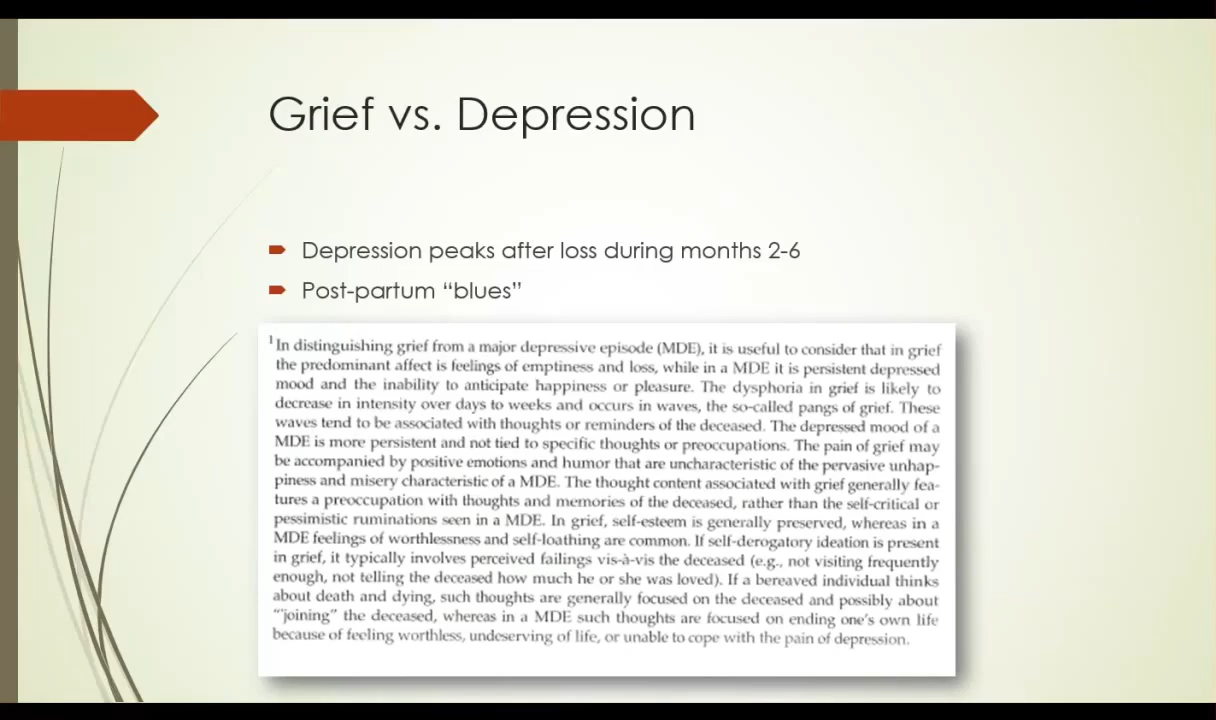 Grief vs. Depression
Depression peaks after loss during months 2-6
Post-partum “blues”
¹ In distinguishing grief from a major depressive episode (MDE), it is useful to consider that in grief
the predominant affect is feelings of emptiness and loss, while in a MDE it is persistent depressed
mood and the inability to anticipate happiness or pleasure. The dysphoria in grief is likely to
decrease in intensity over days to weeks and occurs in waves, the so-called pangs of grief. These
waves tend to be associated with thoughts or reminders of the deceased. The depressed mood of a
MDE is more persistent and not tied to specific thoughts or preoccupations. The pain of grief may
be accompanied by positive emotions and humor that are uncharacteristic of the pervasive unhap-
piness and misery characteristic of a MDE. The thought content associated with grief generally fea-
tures a preoccupation with thoughts and memories of the deceased, rather than the self-critical or
pessimistic ruminations seen in a MDE. In grief, self-esteem is generally preserved, whereas in a
MDE feelings of worthlessness and self-loathing are common. If self-derogatory ideation is present
in grief, it typically involves perceived failings vis-à-vis the deceased (e.g., not visiting frequently
enough, not telling the deceased how much he or she was loved). If a bereaved individual thinks
about death and dying, such thoughts are generally focused on the deceased and possibly about
“"joining” the deceased, whereas in a MDE such thoughts are focused on ending one’s own life
because of feeling worthless, undeserving of life, or unable to cope with the pain of depression.